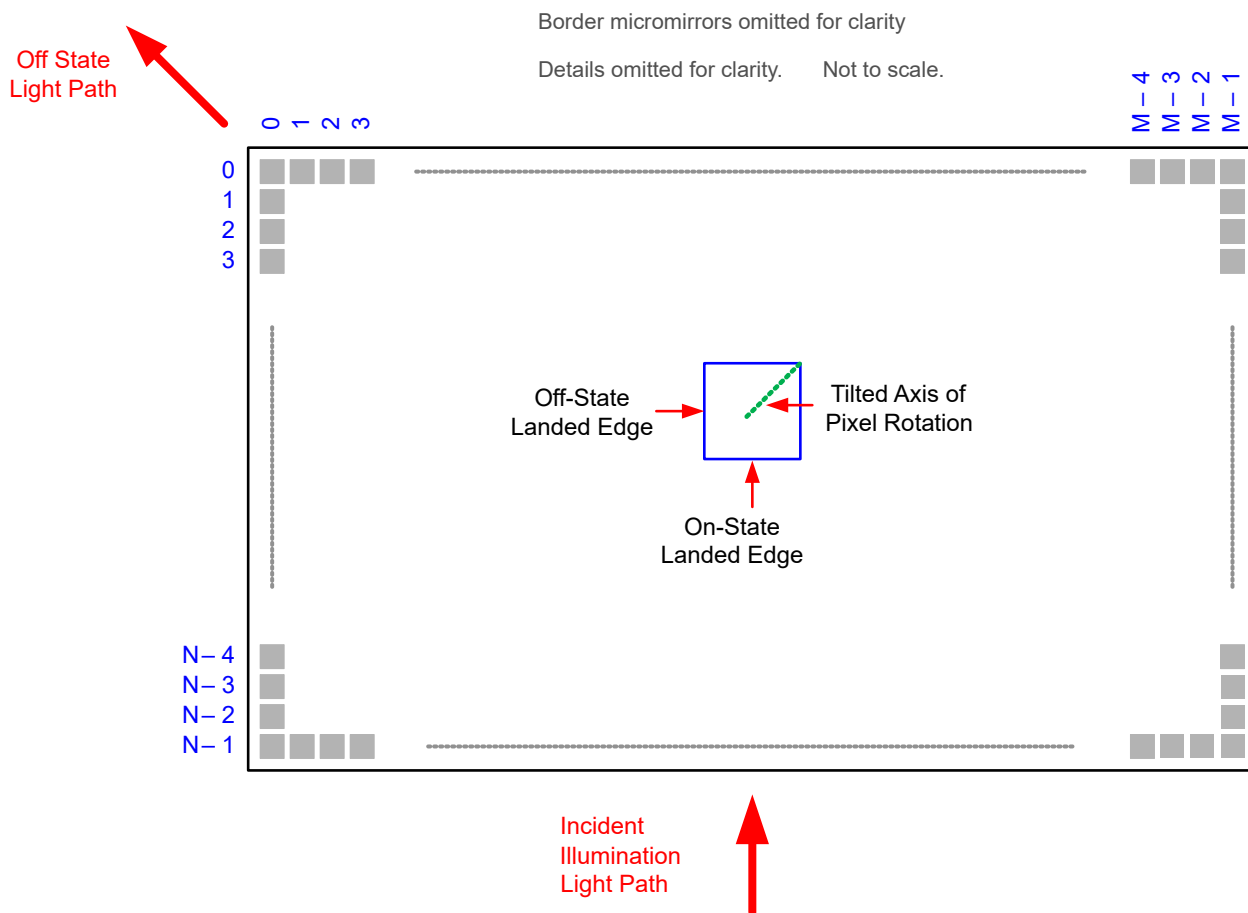 Border micromirrors omitted for clarity
Off State
Light Path
Details omitted for clarity. Not to scale.
0
1
2
3
M – 4
M – 3
M – 2
M – 1
0
1
2
3
Off-State
Landed Edge
Tilted Axis of
Pixel Rotation
On-State
Landed Edge
N – 4
N – 3
N – 2
N – 1
Incident
Illumination
Light Path